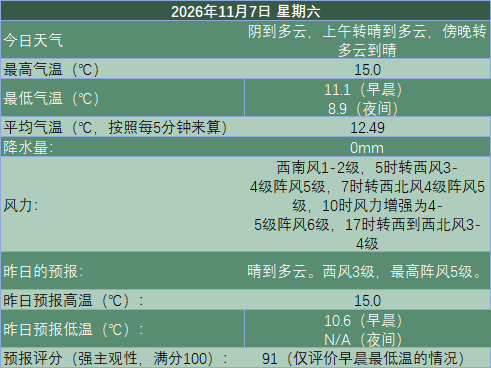 2026年11月7日 星期六
今日天气
阴到多云，上午转晴到多云，傍晚转
多云到晴
最高气温（℃）
15.0
最低气温（℃）
11.1（早晨）
8.9（夜间）
平均气温（℃，按照每5分钟来算）
12.49
降水量：
0mm
风力：
西南风1-2级，5时转西风3-
4级阵风5级，7时转西北风4级阵风5
级，10时风力增强为4-
5级阵风6级，17时转西到西北风3-
4级
昨日的预报：
晴到多云。西风3级，最高阵风5级。
昨日预报高温（℃）：
15.0
昨日预报低温（℃）：
10.6（早晨）
N/A（夜间）
预报评分（强主观性，满分100）：
91（仅评价早晨最低温的情况）